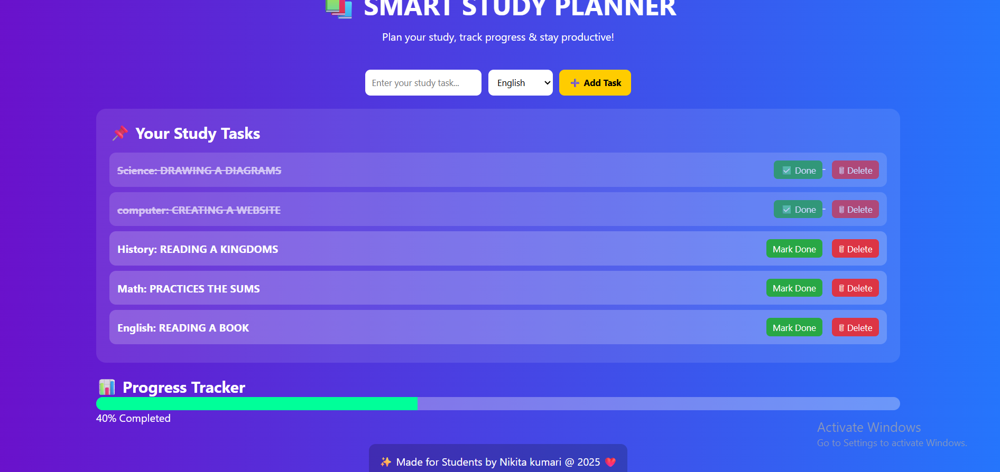 SMART STUDY PLANNER
Plan your study, track progress & stay productive!
Enter your study task...
English
Add Task
Your Study Tasks
Science: DRAWING A DIAGRAMS
Done
Delete
computer: CREATING A WEBSITE
Done
Delete
History: READING A KINGDOMS
Mark Done
Delete
Math: PRACTICES THE SUMS
Mark Done
Delete
English: READING A BOOK
Mark Done
Delete
Progress Tracker
40% Completed
Activate Windows
Go to Settings to activate Windows.
✨ Made for Students by Nikita kumari @ 2025 ❤️